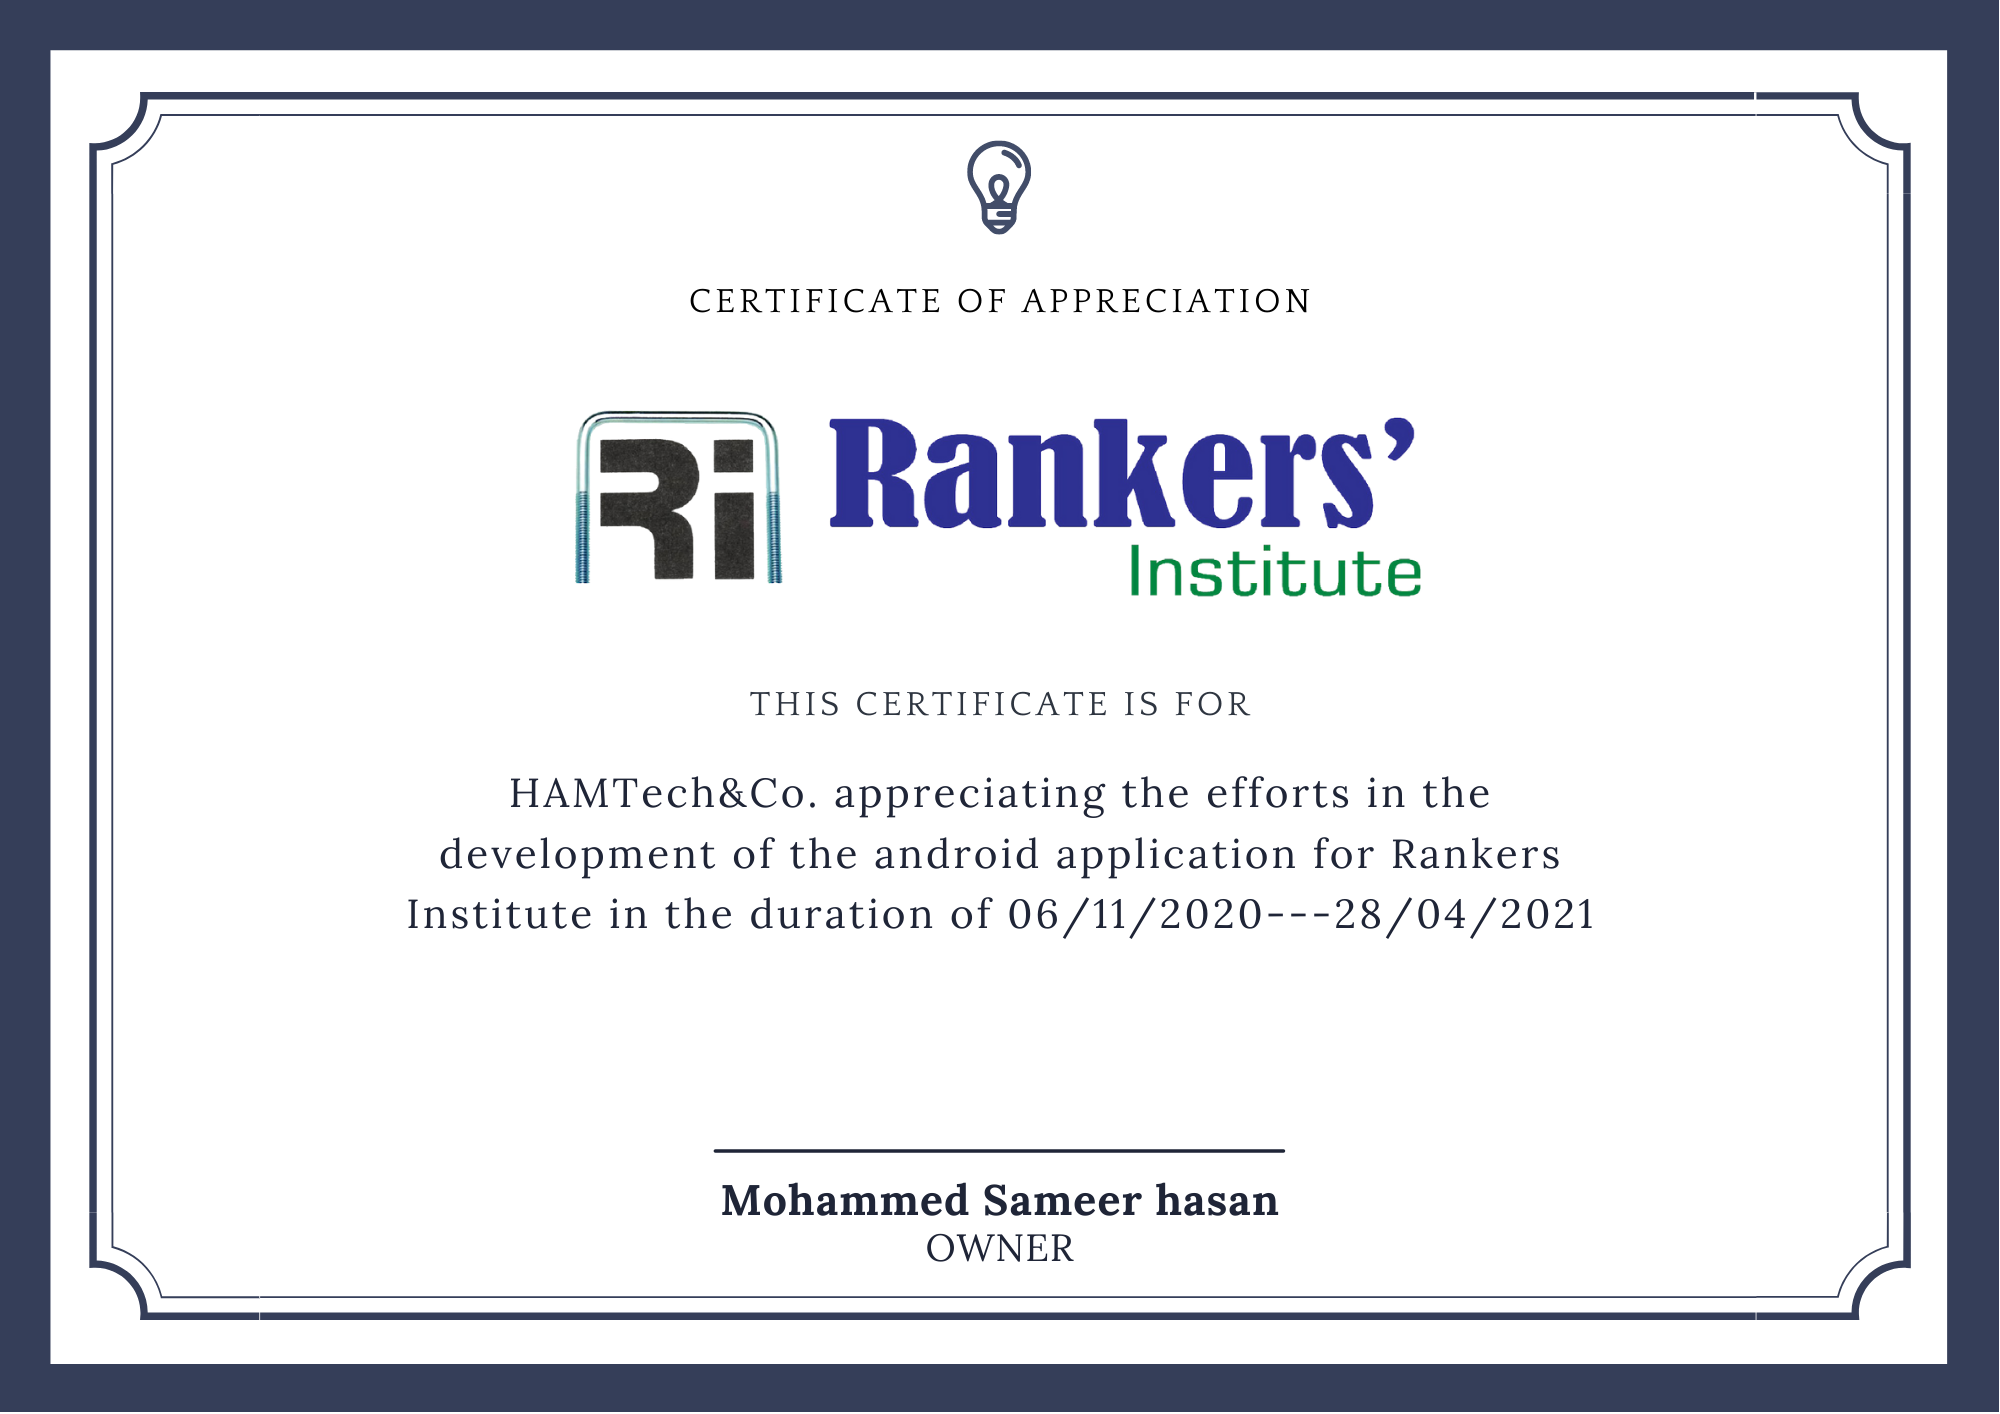 CERTIFICATE OF APPRECIATION
Ri
Rankers’
Institute
THIS CERTIFICATE IS FOR
HAMTech&Co. appreciating the efforts in the
development of the android application for Rankers
Institute in the duration of 06/11/2020---28/04/2021
Mohammed Sameer hasan
OWNER